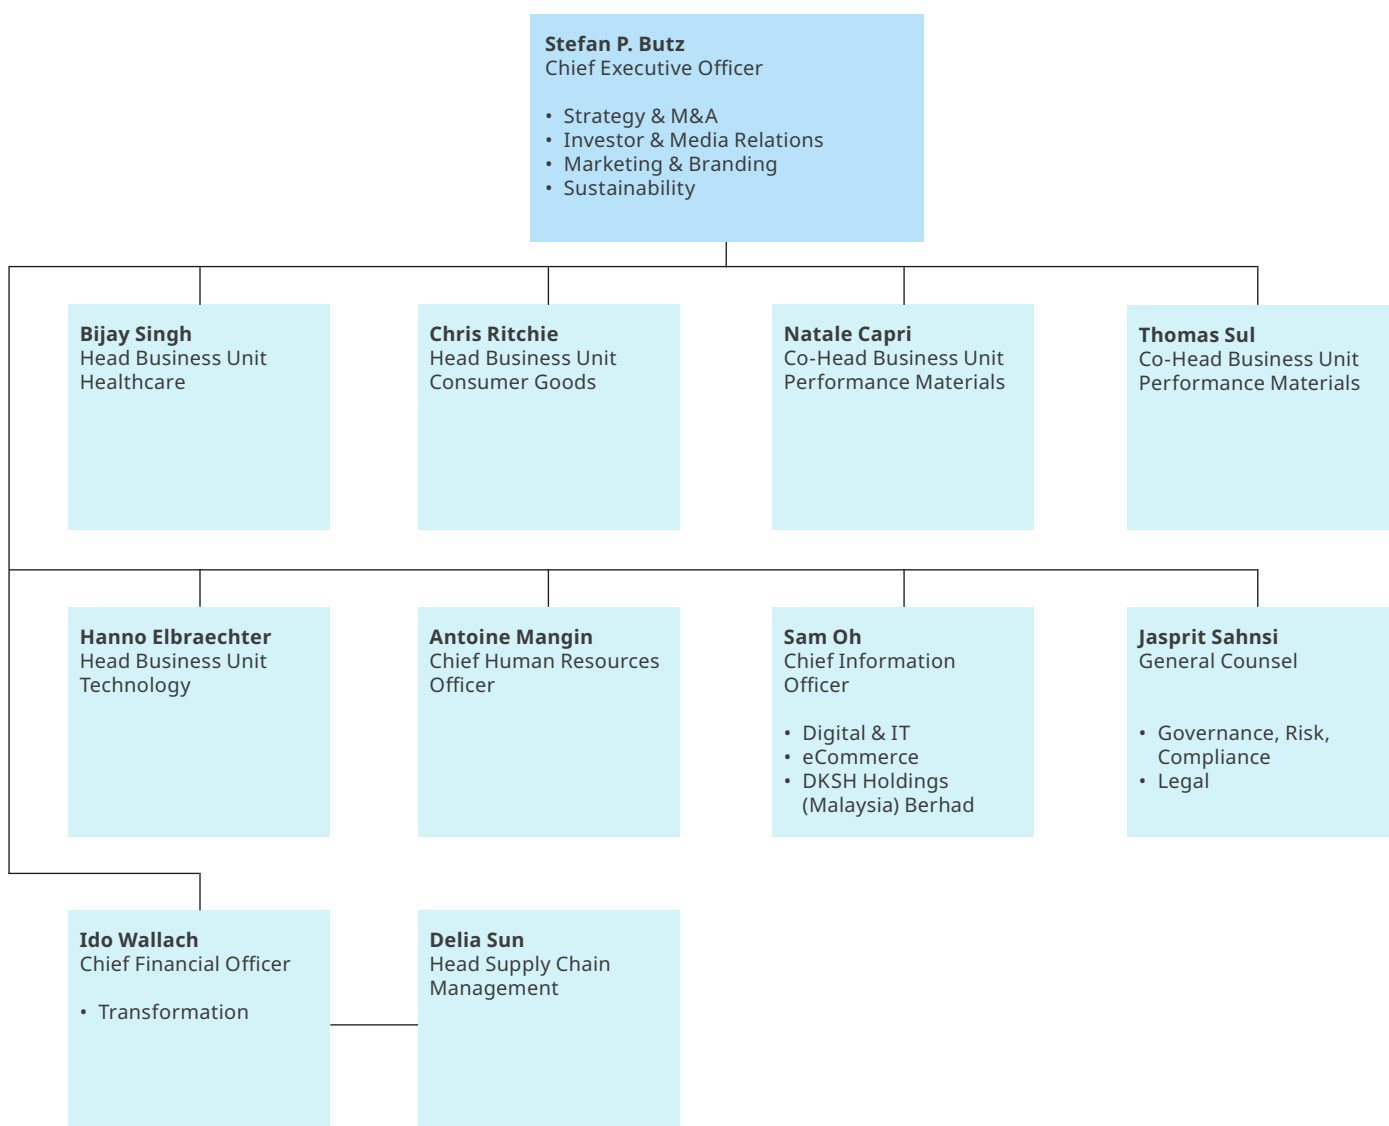 Stefan P. Butz
Chief Executive Officer
• Strategy & M&A
• Investor & Media Relations
• Marketing & Branding
• Sustainability
Bijay Singh
Head Business Unit
Healthcare
Chris Ritchie
Head Business Unit
Consumer Goods
Natale Capri
Co-Head Business Unit
Performance Materials
Thomas Sul
Co-Head Business Unit
Performance Materials
Hanno Elbraechter
Head Business Unit
Technology
Antoine Mangin
Chief Human Resources
Officer
Sam Oh
Chief Information
Officer
• Digital & IT
• eCommerce
• DKSH Holdings
(Malaysia) Berhad
Jasprit Sahnsi
General Counsel
• Governance, Risk,
Compliance
• Legal
Ido Wallach
Chief Financial Officer
• Transformation
Delia Sun
Head Supply Chain
Management